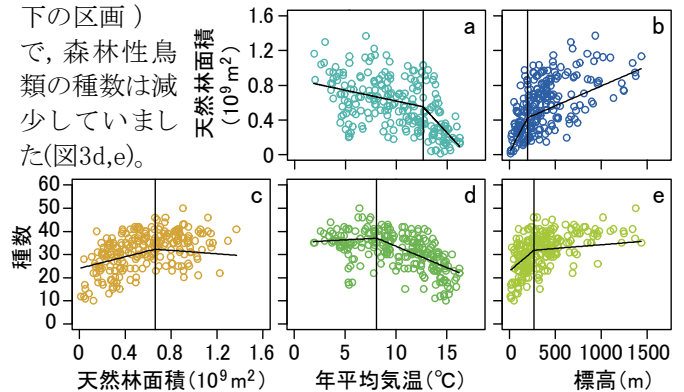 下の区画）
で, 森林性鳥
類の種数は減
少していまし
た(図3d,e)。
天然林面積
(10⁹m²)
1.6
1.2
0.8
0.4
0
a
b
種数
60
50
40
30
20
10
0
c
d
e
0 0.4 0.8 1.2 1.6
天然林面積(10⁹m²)
0 5 10 15
年平均気温(℃)
0 500 1000 1500
標高(m)